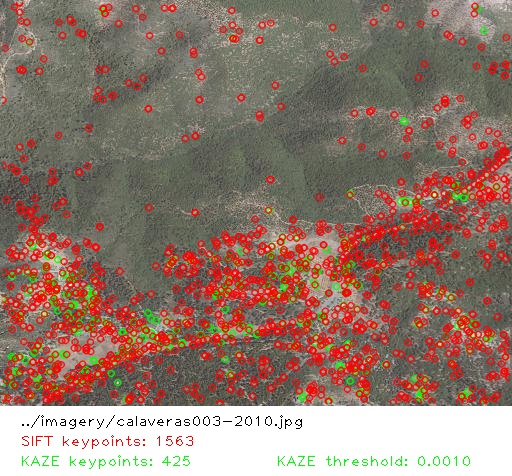 ../imagery/calaveras003-2010.jpg
SIFT keypoints: 1563
KAZE keypoints: 425 KAZE threshold: 0.0010